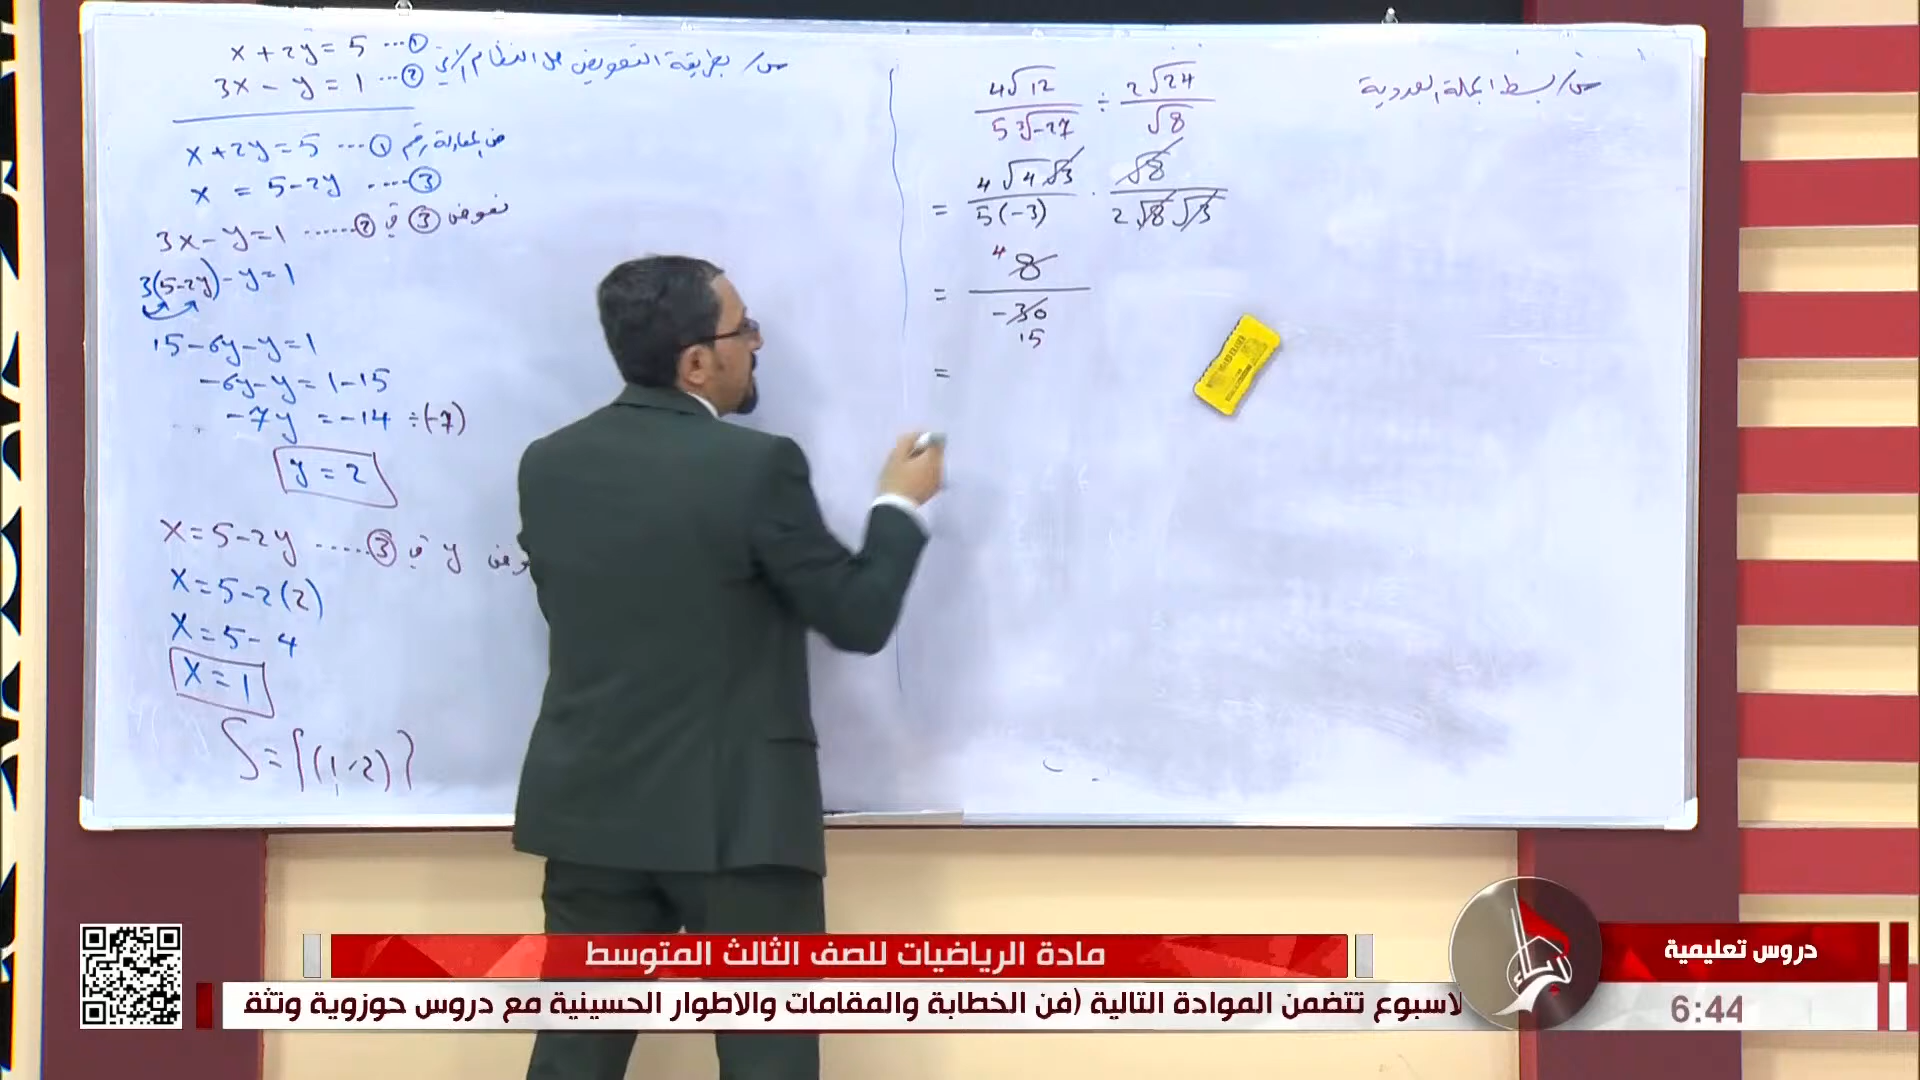 س/ بسط الجملة العددية
4√12 / 5∛-27 ÷ 2√24 / √8
= 4√4√3 / 5(-3) · √8 / 2√8√3
= 4 8 / -30 15
=
س/ بطريقة التعويض حل النظام الآتي
x + 2y = 5 ...①
3x - y = 1 ...②
x + 2y = 5 ...① من المعادلة رقم
x = 5-2y ....③
نعوض ③ في
3x - y = 1 ......②
3(5-2y) - y = 1
15 - 6y - y = 1
-6y - y = 1 - 15
-7y = -14 ÷(-7)
y = 2
x = 5-2y .....③ في y
x = 5-2(2)
x = 5 - 4
x = 1
S = {(1,2)}
مادة الرياضيات للصف الثالث المتوسط
دروس تعليمية
لاسبوع تتضمن الموادة التالية (فن الخطابة والمقامات والاطوار الحسينية مع دروس حوزوية وتثق
6:44